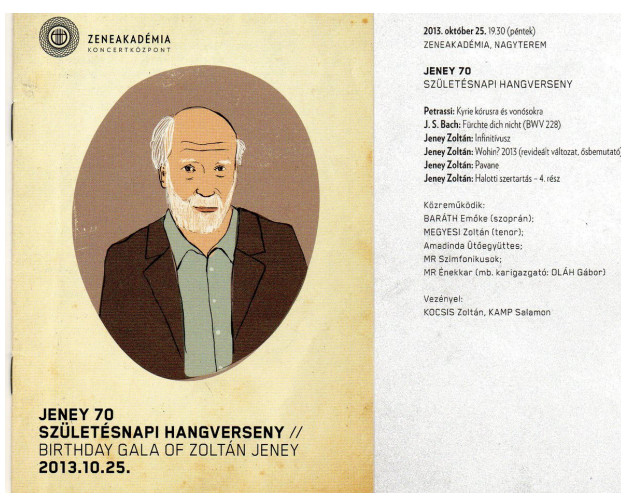 ZENEAKADÉMIA
KONCERTKÖZPONT
JENEY 70
SZÜLETÉSNAPI HANGVERSENY //
BIRTHDAY GALA OF ZOLTÁN JENEY
2013.10.25.
2013. október 25. 19.30 (péntek)
ZENEAKADÉMIA, NAGYTEREM
JENEY 70
SZÜLETÉSNAPI HANGVERSENY
Petrassi: Kyrie kórusra és vonósokra
J. S. Bach: Fürchte dich nicht (BWV 228)
Jeney Zoltán: Infinitívusz
Jeney Zoltán: Wohin? 2013 (revideált változat, ősbemutató)
Jeney Zoltán: Pavane
Jeney Zoltán: Halotti szertartás – 4. rész
Közreműködik:
BARÁTH Emőke (szoprán);
MEGYESI Zoltán (tenor);
Amadinda Ütőegyüttes;
MR Szimfonikusok;
MR Énekkar (mb. karigazgató: OLÁH Gábor)
Vezényel:
KOCSIS Zoltán, KAMP Salamon